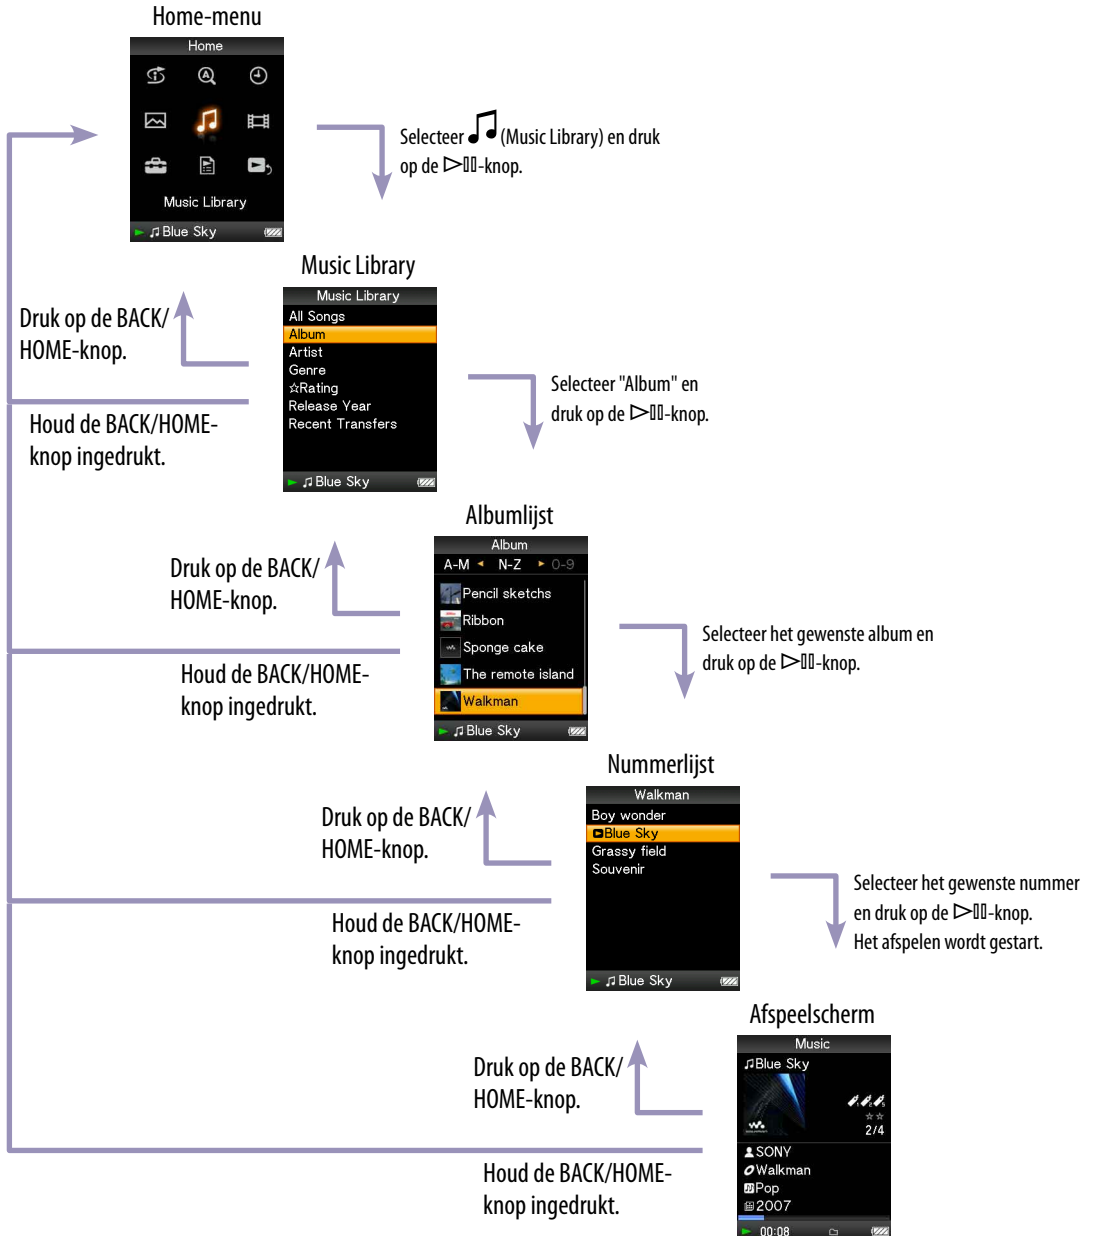 Home-menu
Home
Music Library
Blue Sky
Selecteer (Music Library) en druk
op de -knop.
Music Library
Music Library
All Songs
Album
Artist
Genre
☆Rating
Release Year
Recent Transfers
Blue Sky
Druk op de BACK/
HOME-knop.
Houd de BACK/HOME-
knop ingedrukt.
Selecteer "Album" en
druk op de -knop.
Albumlijst
Album
A-M N-Z 0-9
Pencil sketchs
Ribbon
Sponge cake
The remote island
Walkman
Blue Sky
Druk op de BACK/
HOME-knop.
Houd de BACK/HOME-
knop ingedrukt.
Selecteer het gewenste album en
druk op de -knop.
Nummerlijst
Walkman
Boy wonder
Blue Sky
Grassy field
Souvenir
Blue Sky
Druk op de BACK/
HOME-knop.
Houd de BACK/HOME-
knop ingedrukt.
Selecteer het gewenste nummer
en druk op de -knop.
Het afspelen wordt gestart.
Afspeelscherm
Music
Blue Sky
2/4
SONY
Walkman
Pop
2007
00:08
Druk op de BACK/
HOME-knop.
Houd de BACK/HOME-
knop ingedrukt.